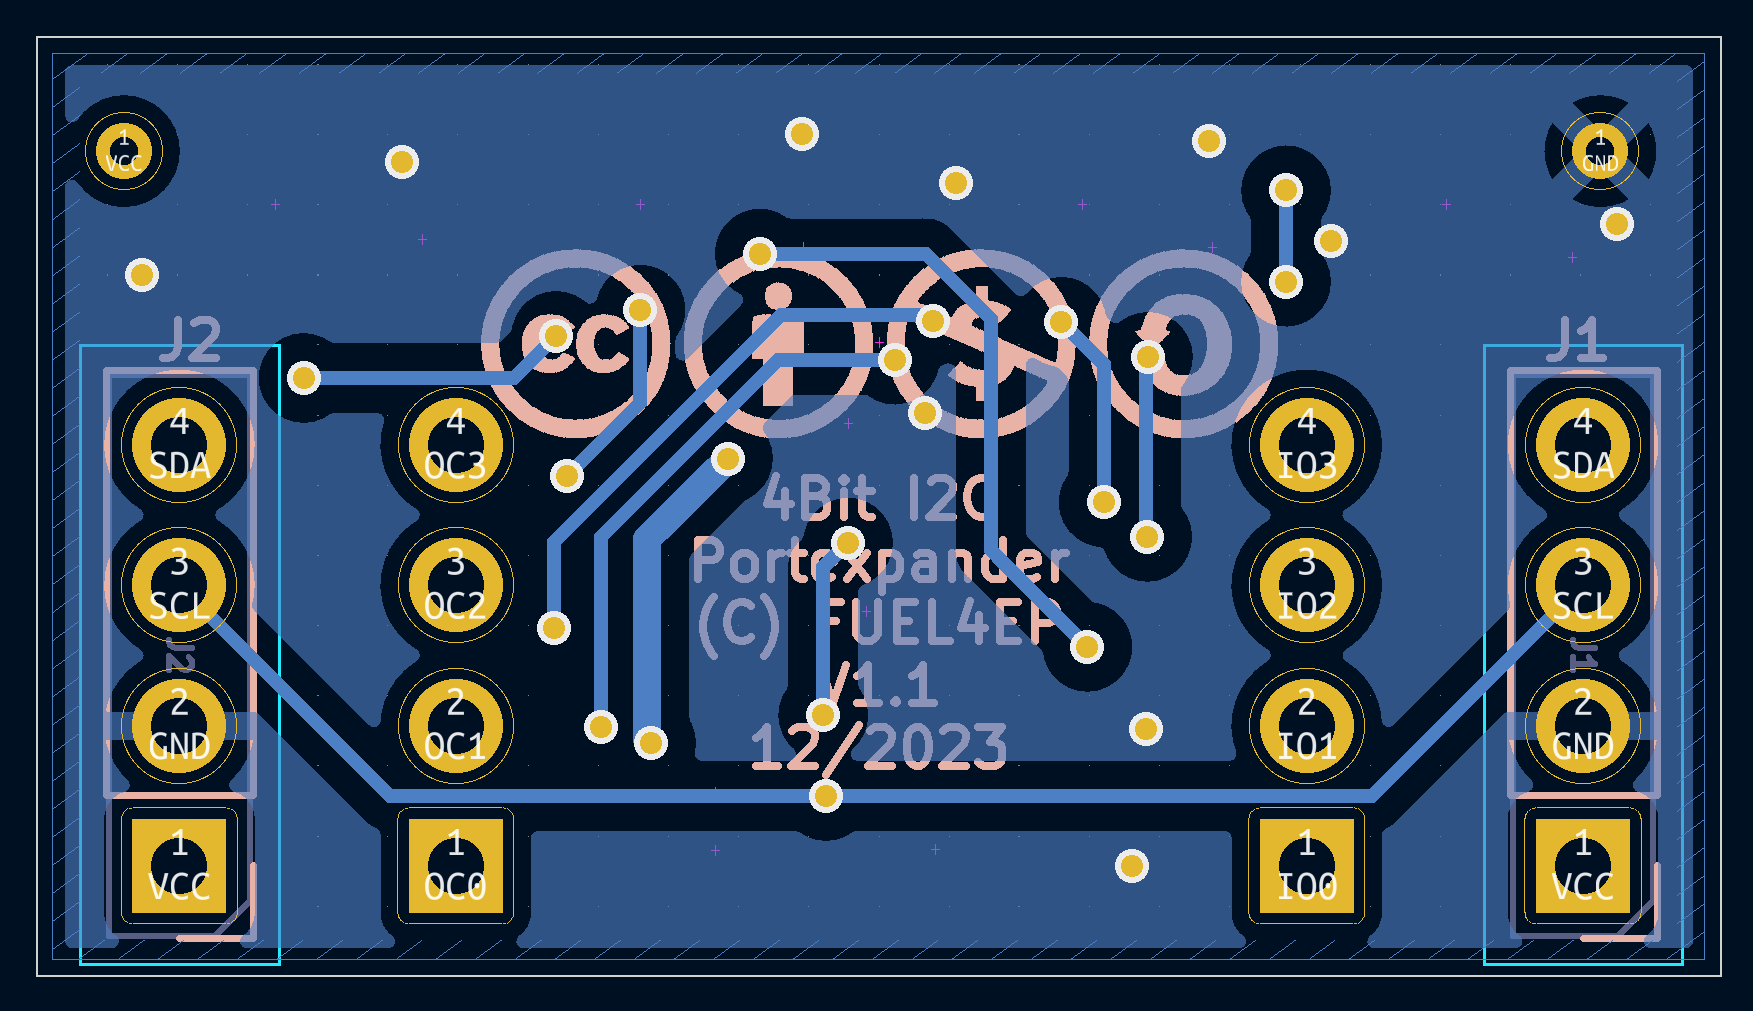 1
VCC
1
GND
cc
i
$
J2
J1
4
SDA
4
OC3
4
IO3
4
SDA
4Bit I2C
Portexpander
(C) FUEL4EP
1.1
12/2023
3
SCL
3
OC2
3
IO2
3
SCL
J2
J1
2
GND
2
OC1
2
IO1
2
GND
1
VCC
1
OC0
1
IO0
1
VCC